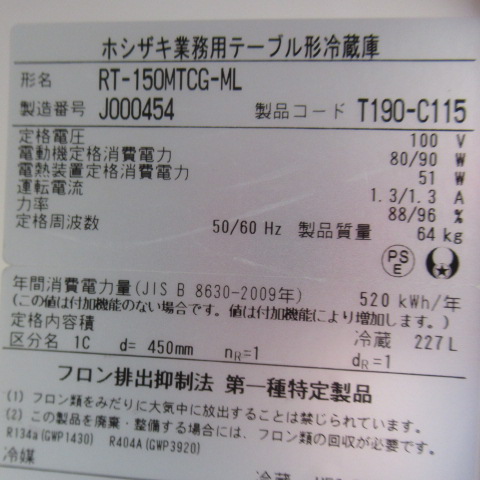 ホシザキ業務用テーブル形冷蔵庫
形名 RT-150MTCG-ML
製造番号 J000454 製品コード T190-C115
定格電圧 100 V
電動機定格消費電力 80/90 W
電熱装置定格消費電力 51 W
運転電流 1.3/1.3 A
力率 88/96 %
定格周波数 50/60 Hz 製品質量 64 kg
PS
E
年間消費電力量(JIS B 8630-2009年) 520 kWh/年
(この値は付加機能のない場合です。値は付加機能により増加します。)
定格内容積 冷蔵 227L
区分名 1C d= 450mm nR=1 dR=1
フロン排出抑制法 第一種特定製品
(1) フロン類をみだりに大気中に放出することは禁じられています。
(2) この製品を廃棄・整備する場合には、フロン類の回収が必要です。
R134a(GWP1430) R404A(GWP3920)
冷媒
冷蔵